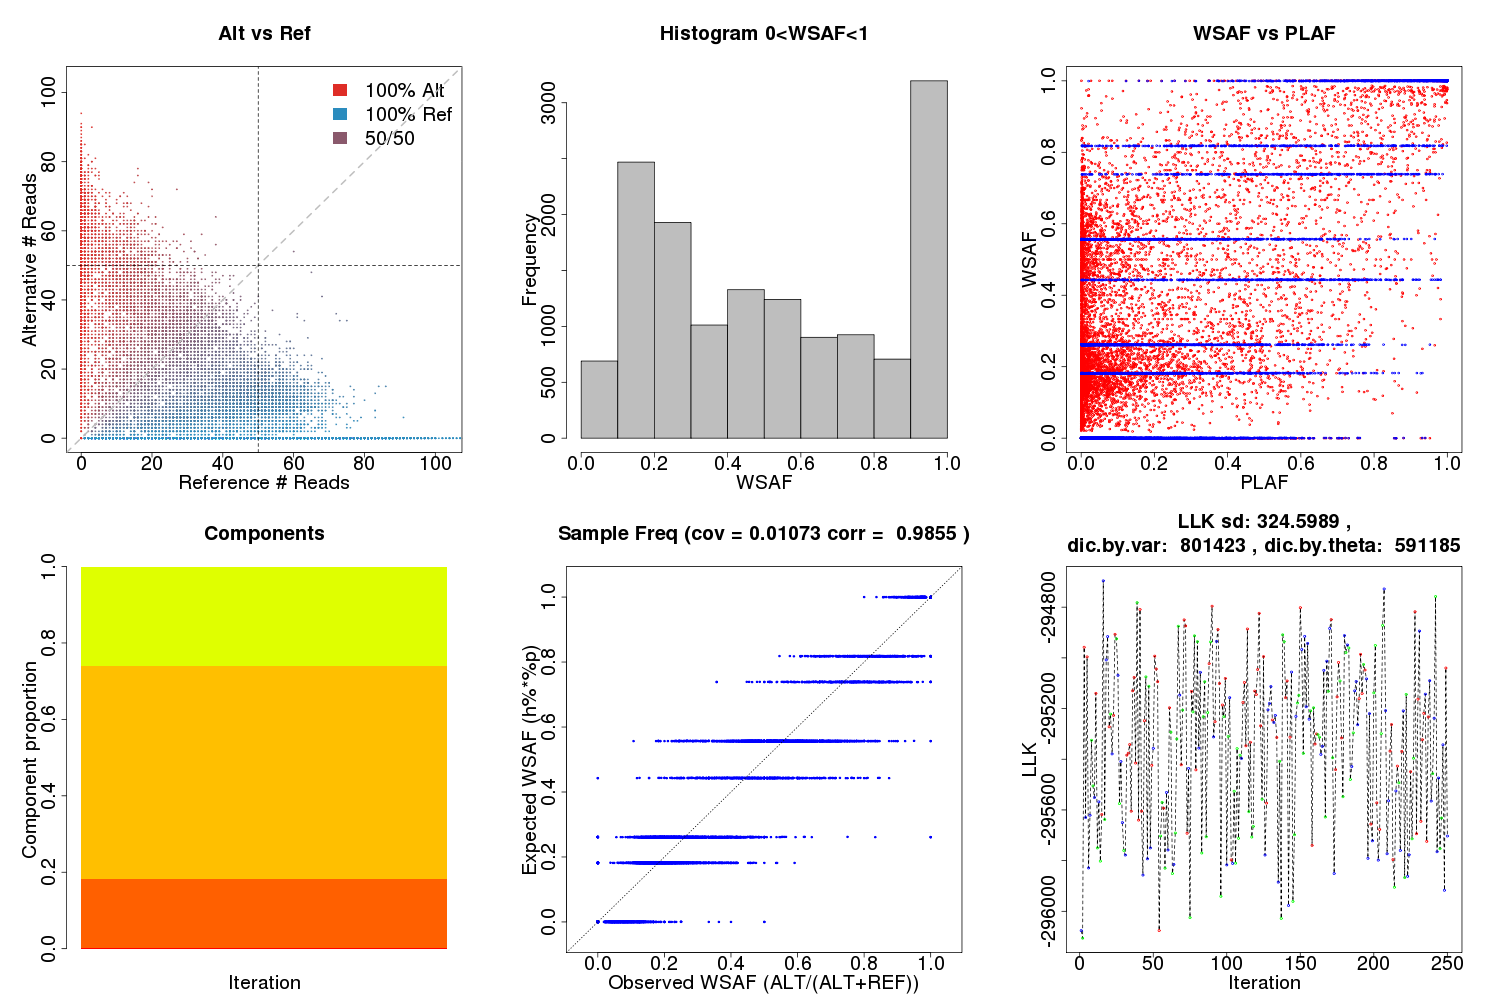 Alt vs Ref
100% Alt
100% Ref
50/50
Alternative # Reads
0 20 40 60 80 100
0 20 40 60 80 100
Reference # Reads
Histogram 0<WSAF<1
Frequency
0 500 1000 2000 3000
0.0 0.2 0.4 0.6 0.8 1.0
WSAF
WSAF vs PLAF
WSAF
0.0 0.2 0.4 0.6 0.8 1.0
0.0 0.2 0.4 0.6 0.8 1.0
PLAF
Components
Component proportion
0.0 0.2 0.4 0.6 0.8 1.0
Iteration
Sample Freq (cov = 0.01073 corr = 0.9855 )
Expected WSAF (h%*%p)
0.0 0.2 0.4 0.6 0.8 1.0
0.0 0.2 0.4 0.6 0.8 1.0
Observed WSAF (ALT/(ALT+REF))
LLK sd: 324.5989 ,
dic.by.var: 801423 , dic.by.theta: 591185
LLK
-296000 -295600 -295200 -294800
0 50 100 150 200 250
Iteration